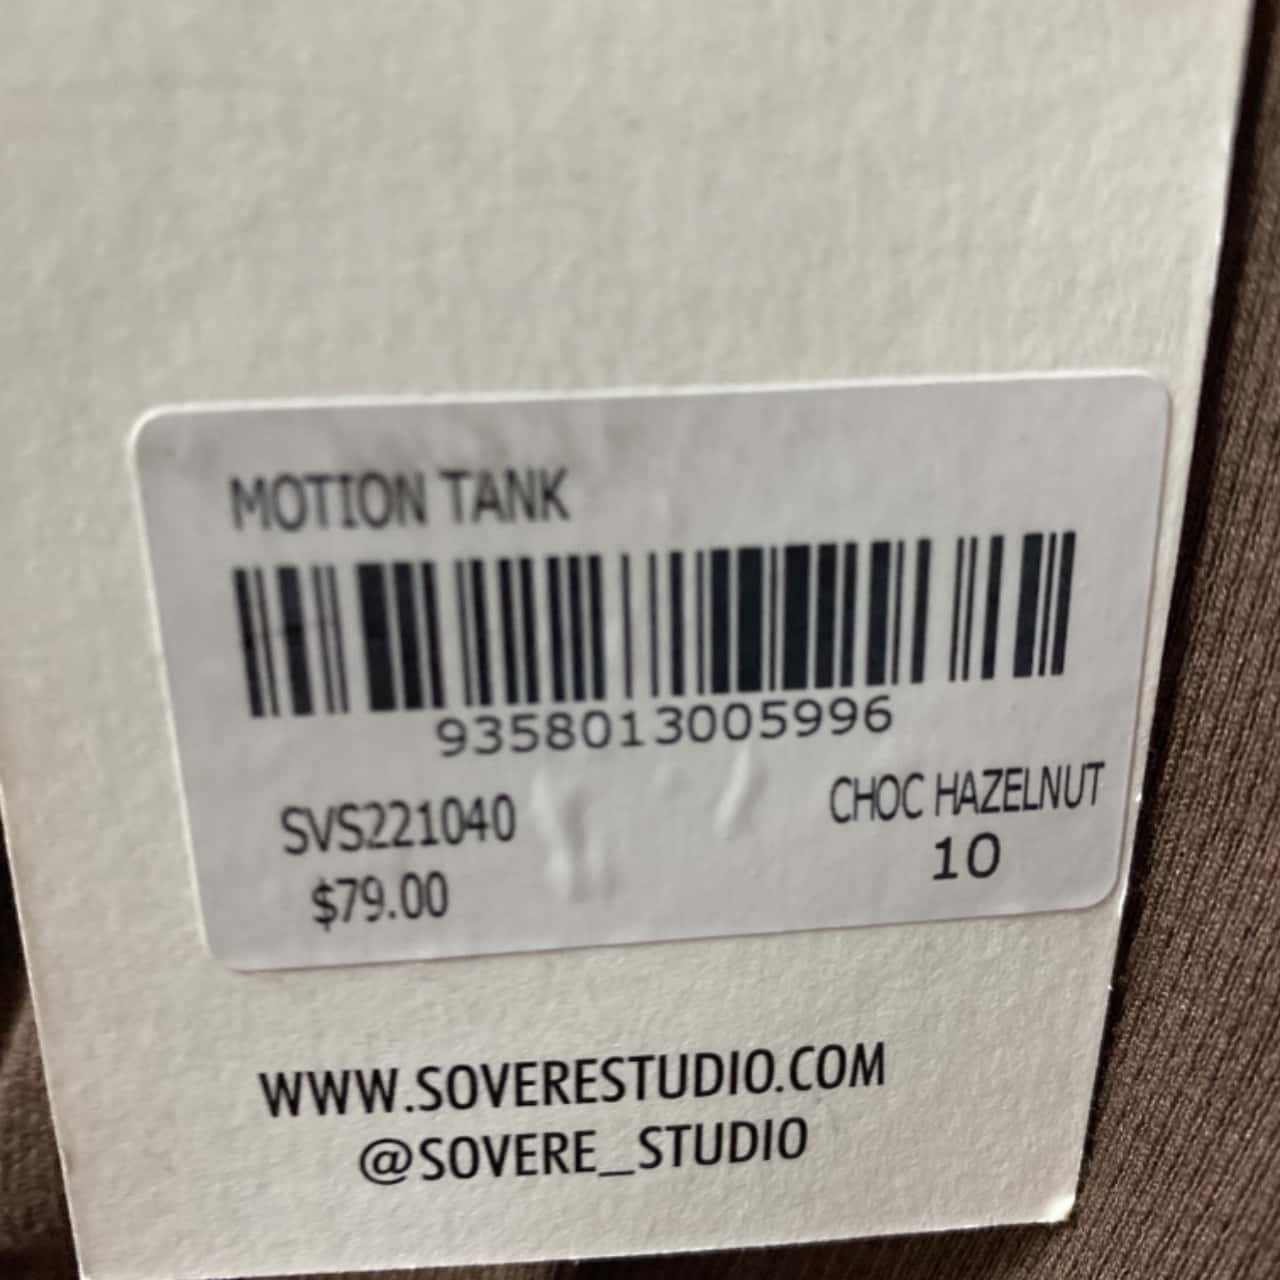 MOTION TANK
9358013005996
SVS221040
CHOC HAZELNUT
$79.00
10
WWW.SOVERESTUDIO.COM
@SOVERE_STUDIO